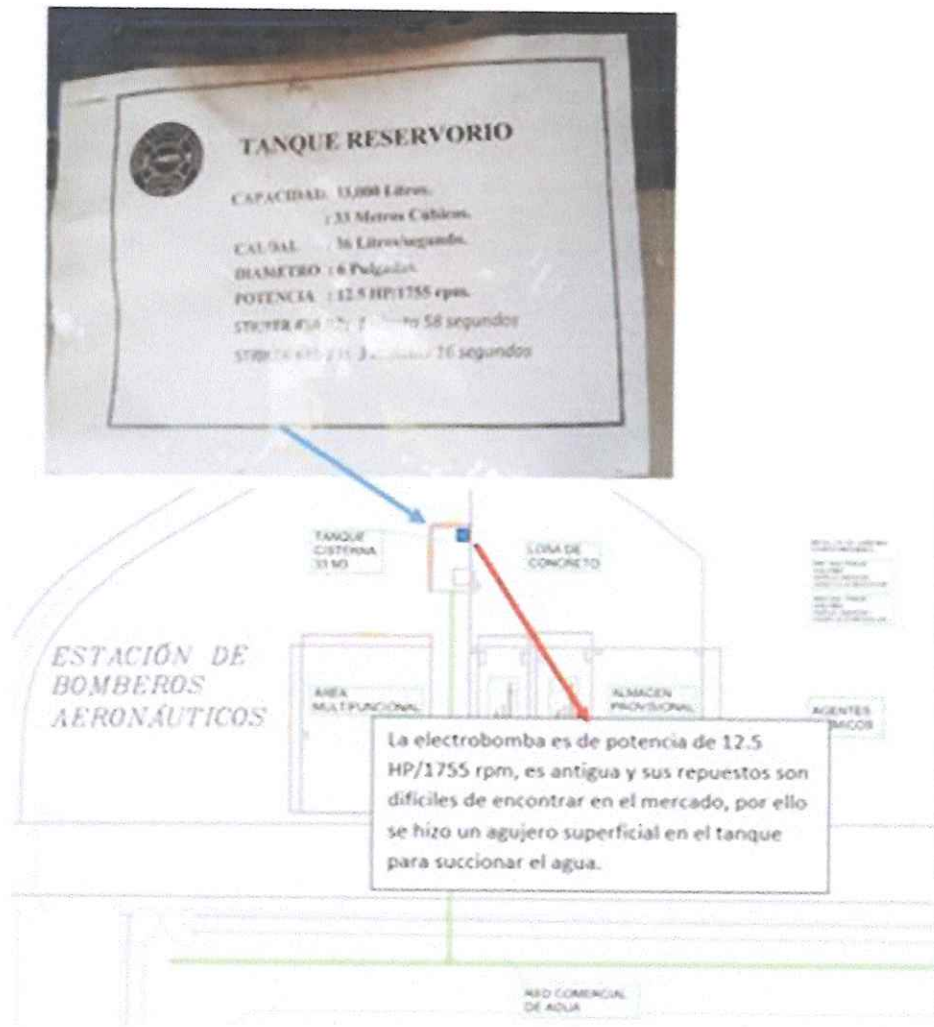 TANQUE RESERVORIO
CAPACIDAD: 33,000 Litros.
: 33 Metros Cúbicos.
CAUDAL : 36 Litros/segundo.
DIAMETRO : 6 Pulgadas.
POTENCIA : 12.5 HP/1755 rpm.
58 segundos
16 segundos
TANQUE
CISTERNA
33 M3
LOSA DE
CONCRETO
ESTACIÓN DE
BOMBEROS
AERONÁUTICOS
AREA
MULTIFUNCIONAL
ALMACEN
PROVISIONAL
AGENTES
La electrobomba es de potencia de 12.5
HP/1755 rpm, es antigua y sus repuestos son
difíciles de encontrar en el mercado, por ello
se hizo un agujero superficial en el tanque
para succionar el agua.
RED COMERCIAL
DE AGUA